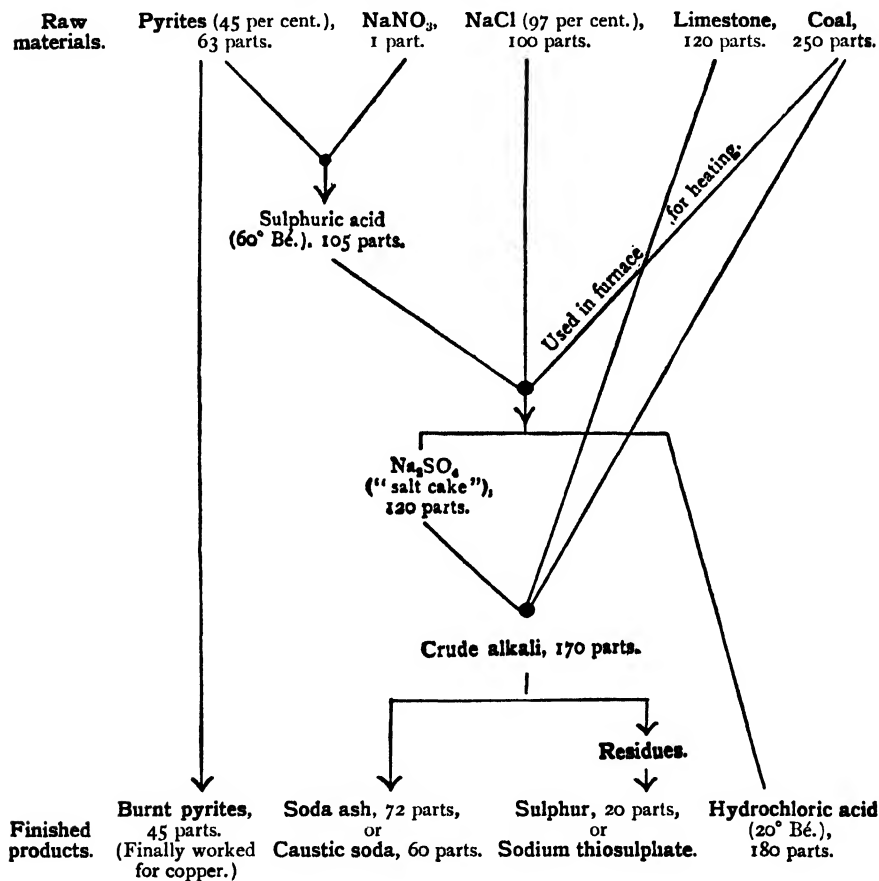 Raw materials.
Pyrites (45 per cent.), 63 parts.
NaNO₃, 1 part.
NaCl (97 per cent.), 100 parts.
Limestone, 120 parts.
Coal, 250 parts.
Sulphuric acid
(60° Bé.), 105 parts.
Used in furnace for heating.
Na₂SO₄
("salt cake"),
120 parts.
Crude alkali, 170 parts.
Residues.
Finished products.
Burnt pyrites,
45 parts.
(Finally worked
for copper.)
Soda ash, 72 parts,
or
Caustic soda, 60 parts.
Sulphur, 20 parts,
or
Sodium thiosulphate.
Hydrochloric acid
(20° Bé.),
180 parts.